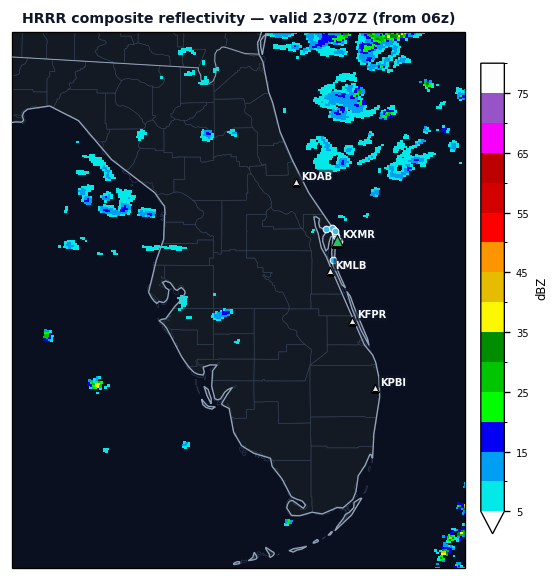 HRRR composite reflectivity — valid 23/07Z (from 06z)
75
65
KDAB
55
KXMR
45
KMLB
dBZ
KFPR
35
KPBI
25
15
5